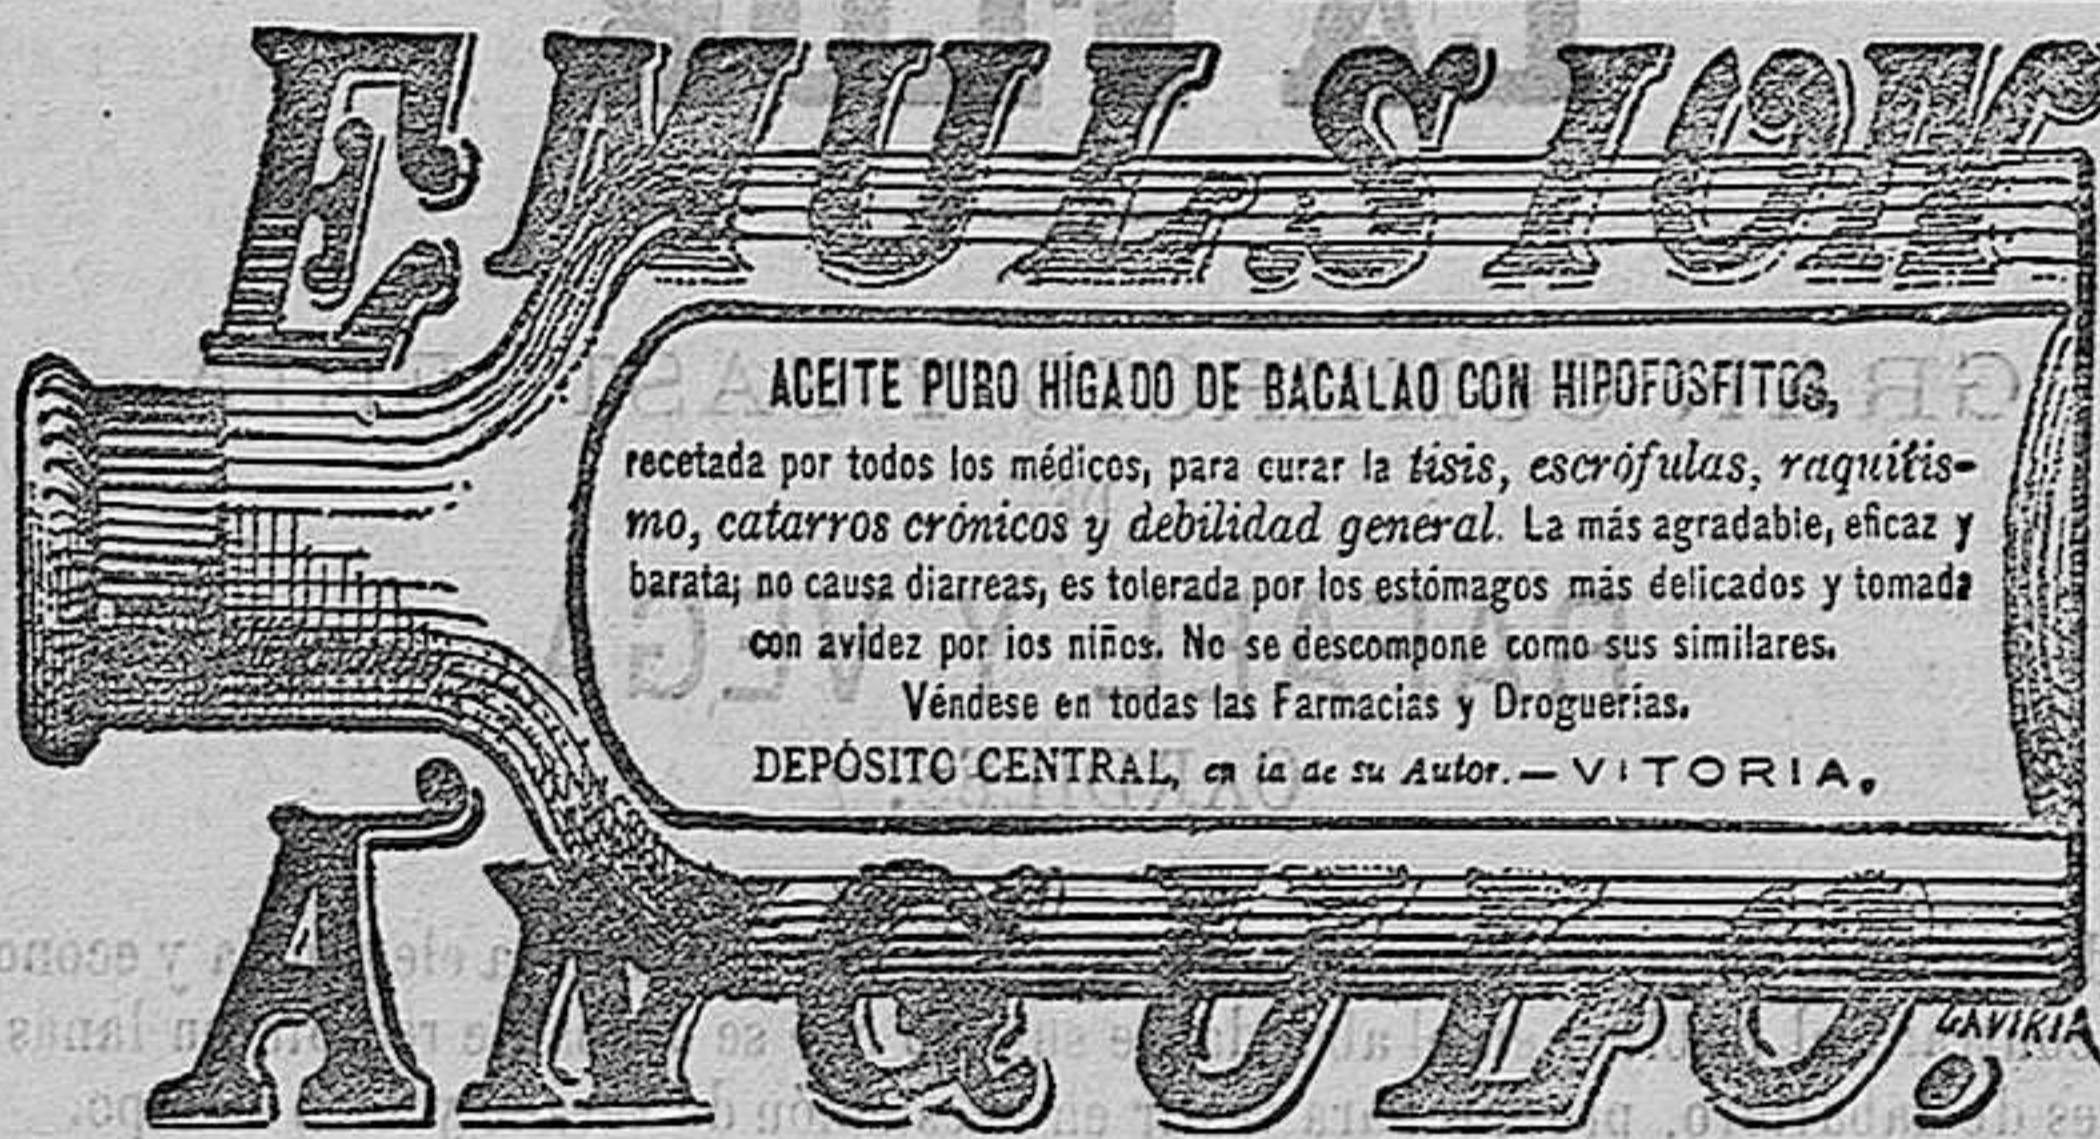 EMULSION
ACEITE PURO HÍGADO DE BACALAO CON HIPOFOSFITOS,
recetada por todos los médicos, para curar la tisis, escrófulas, raquitis-
mo, catarros crónicos y debilidad general. La más agradable, eficaz y
barata; no causa diarreas, es tolerada por los estómagos más delicados y tomada
con avidez por los niños. No se descompone como sus similares.
Véndese en todas las Farmacias y Droguerías.
DEPÓSITO CENTRAL, en la de su Autor.—VITORIA.
ANGULO.
GAVIRIA